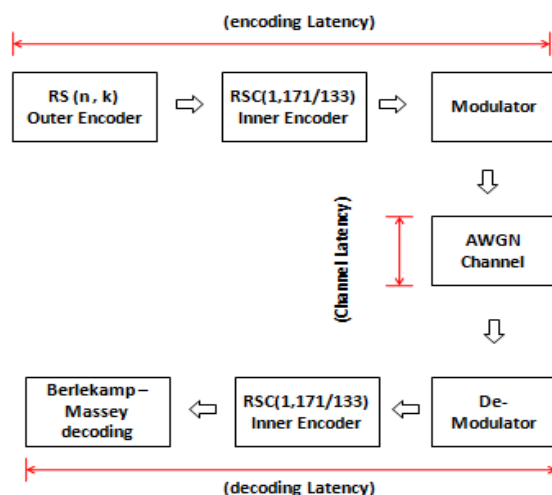 (encoding Latency)
RS (n , k)
Outer Encoder
RSC(1,171/133)
Inner Encoder
Modulator
(Channel Latency)
AWGN
Channel
Berlekamp –
Massey
decoding
RSC(1,171/133)
Inner Encoder
De-
Modulator
(decoding Latency)